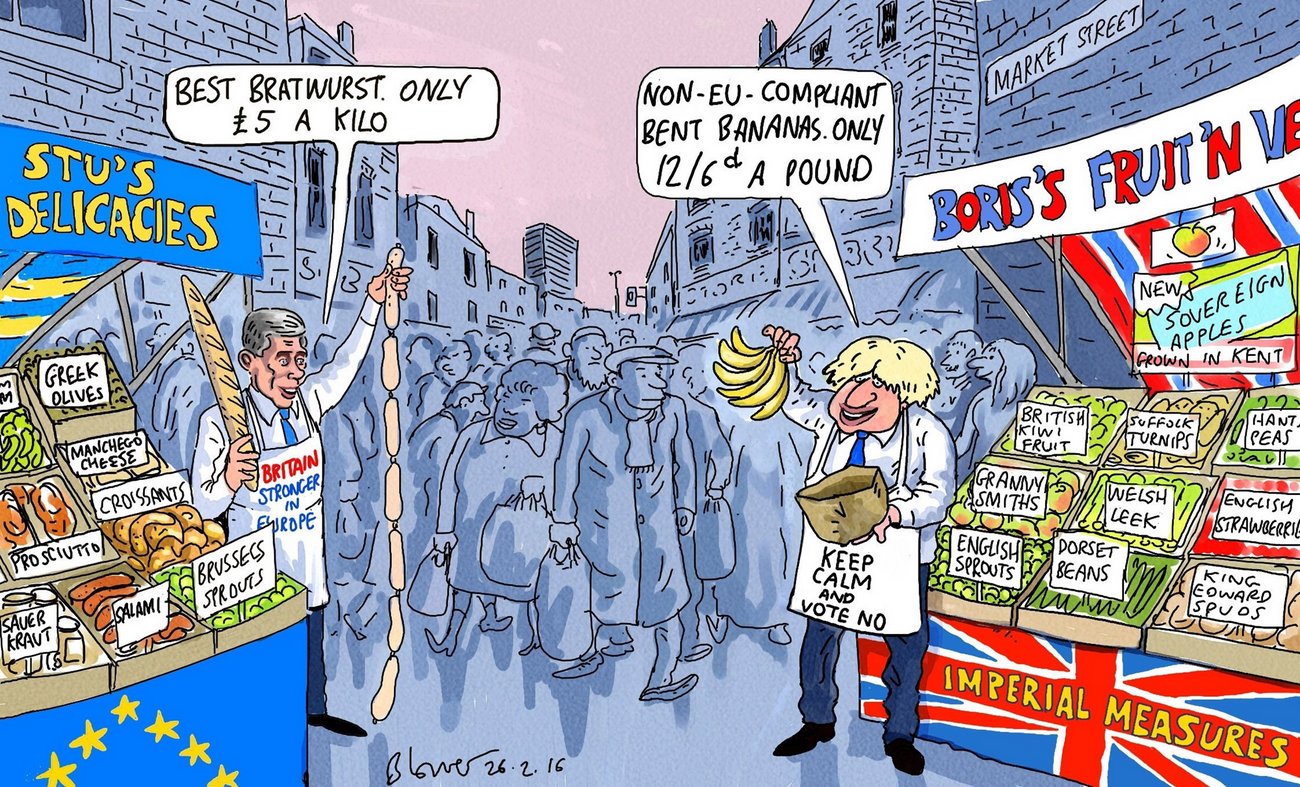 MARKET STREET
BEST BRATWURST. ONLY
£5 A KILO
NON-EU-COMPLIANT
BENT BANANAS. ONLY
12/6d A POUND
STU'S
DELICACIES
BORIS'S FRUIT 'N VE
NEW
SOVEREIGN
APPLES
GROWN IN KENT
GREEK
OLIVES
MANCHEGO
CHEESE
CROISSANTS
PROSCIUTTO
BRUSSELS
SPROUTS
SALAMI
SAUER
KRAUT
BRITAIN
STRONGER
IN
EUROPE
KEEP
CALM
AND
VOTE NO
BRITISH
KIWI
FRUIT
SUFFOLK
TURNIPS
HANTS
PEAS
GRANNY
SMITHS
WELSH
LEEK
ENGLISH
STRAWBERRIE
ENGLISH
SPROUTS
DORSET
BEANS
KING
EDWARD
SPUDS
IMPERIAL MEASURES
Blower 26.2.16